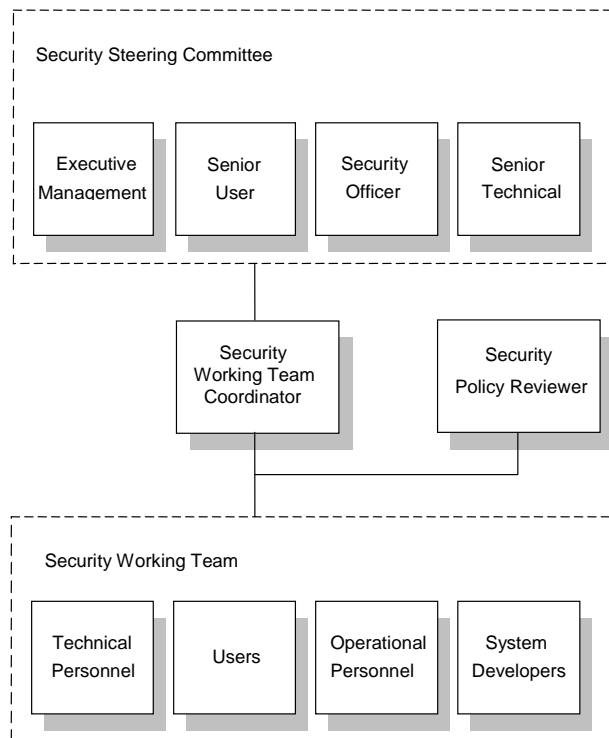 Security Steering Committee
Executive
Management
Senior
User
Security
Officer
Senior
Technical
Security
Working Team
Coordinator
Security
Policy Reviewer
Security Working Team
Technical
Personnel
Users
Operational
Personnel
System
Developers